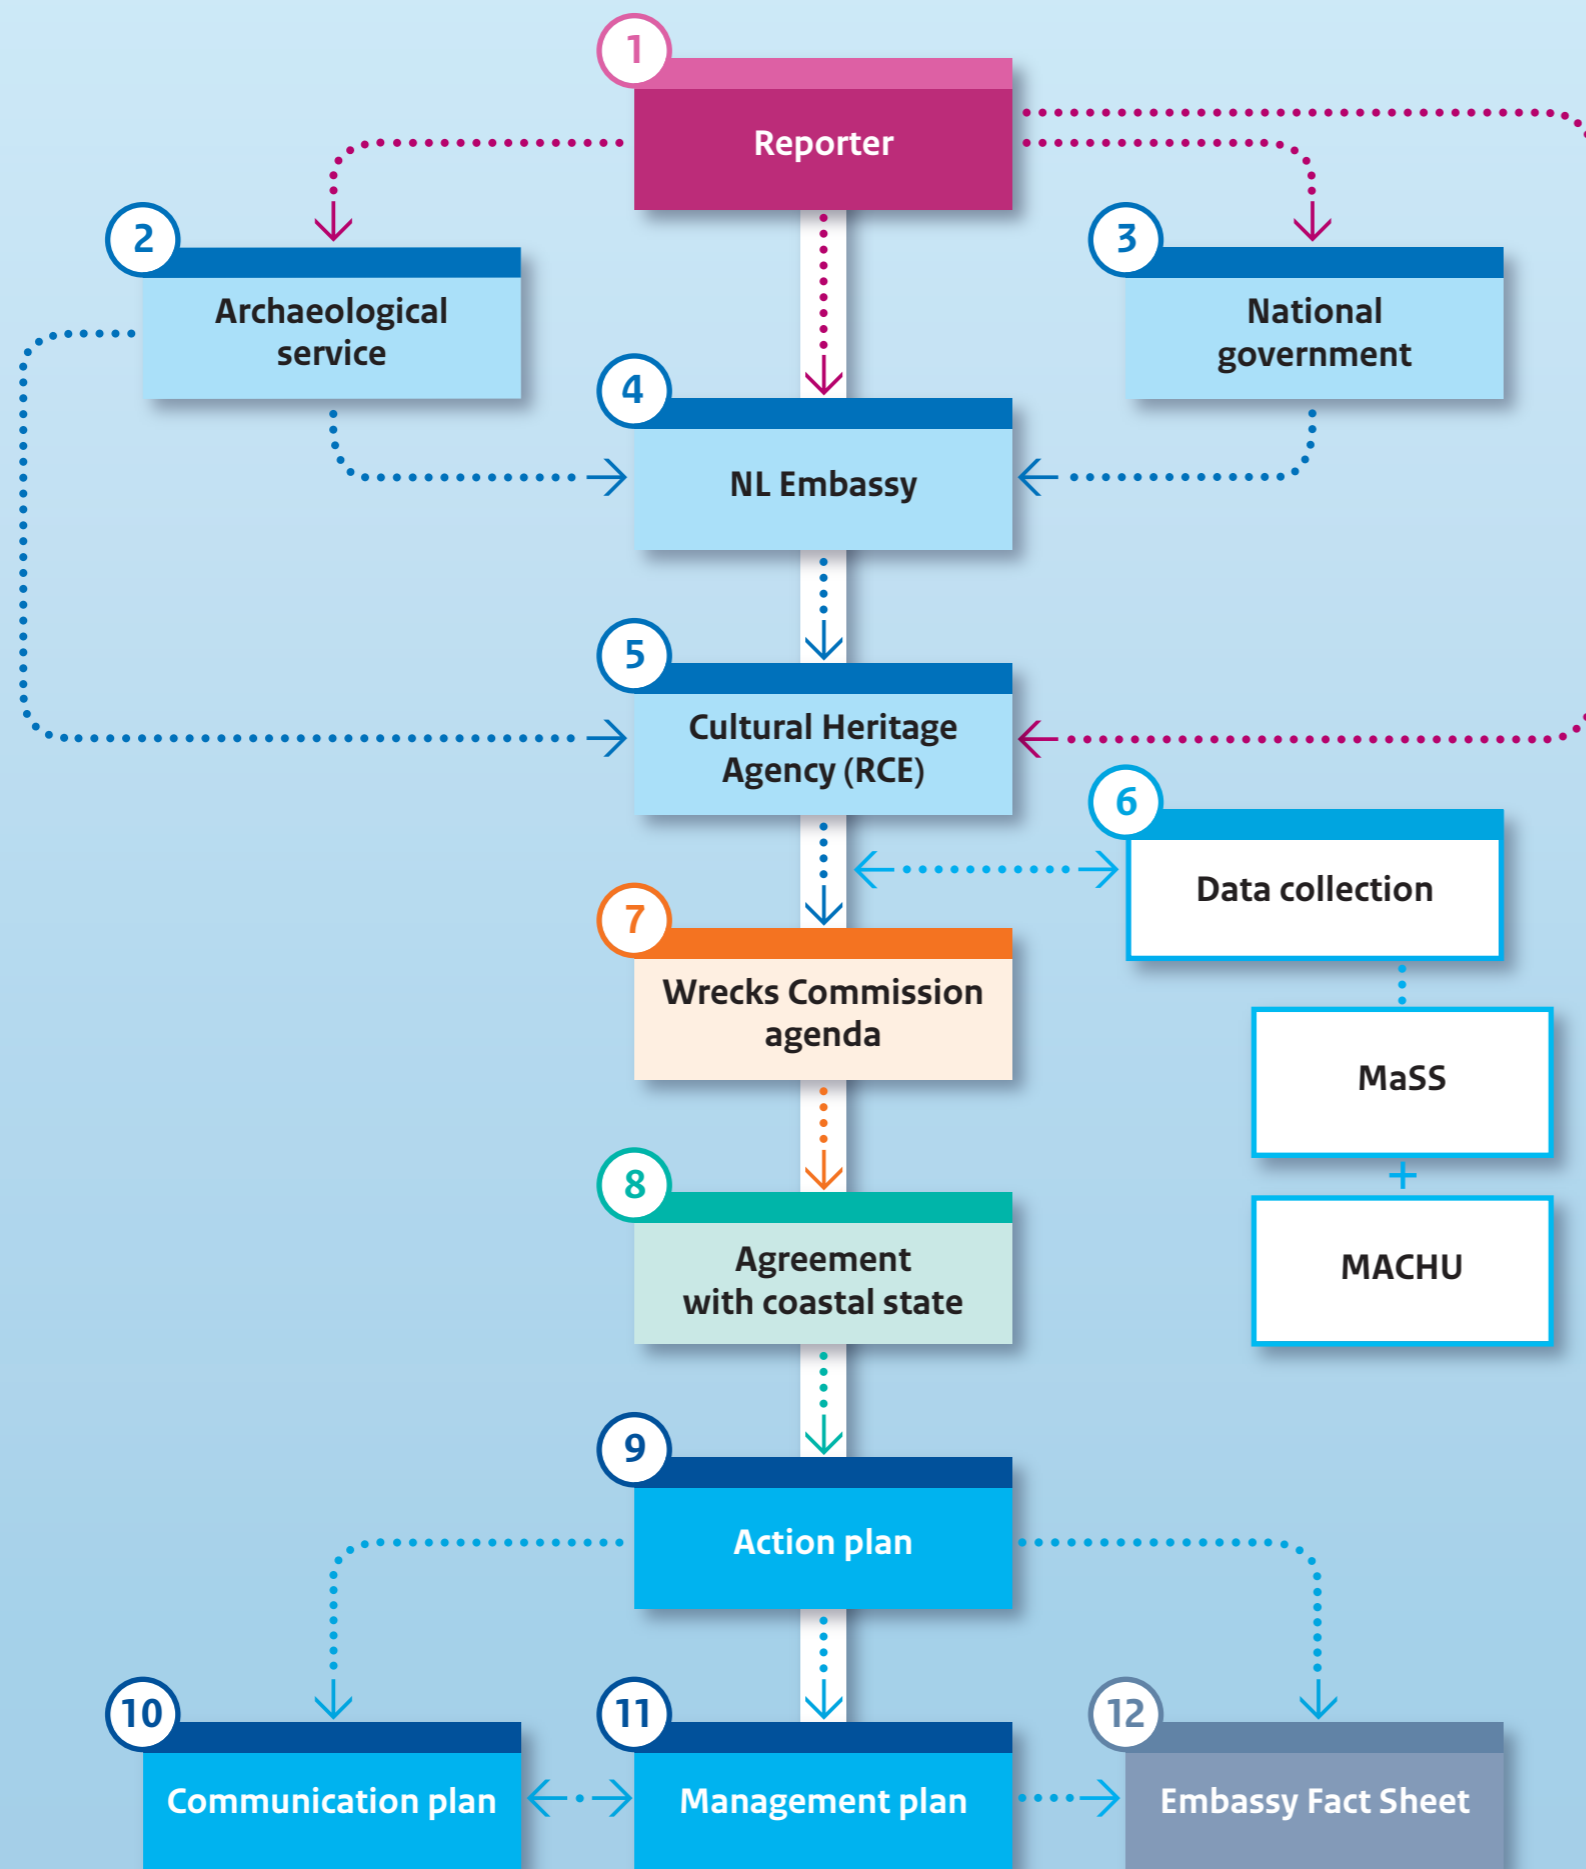 1
Reporter
2
Archaeological
service
3
National
government
4
NL Embassy
5
Cultural Heritage
Agency (RCE)
6
Data collection
7
Wrecks Commission
agenda
MaSS
+
MACHU
8
Agreement
with coastal state
9
Action plan
10
Communication plan
11
Management plan
12
Embassy Fact Sheet